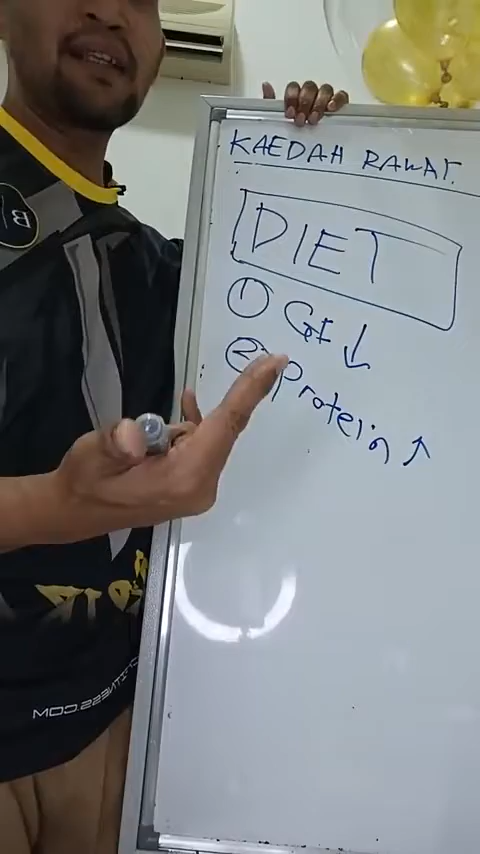 KAEDAH RAWAT
DIET
① GI ↓
② Protein ↑